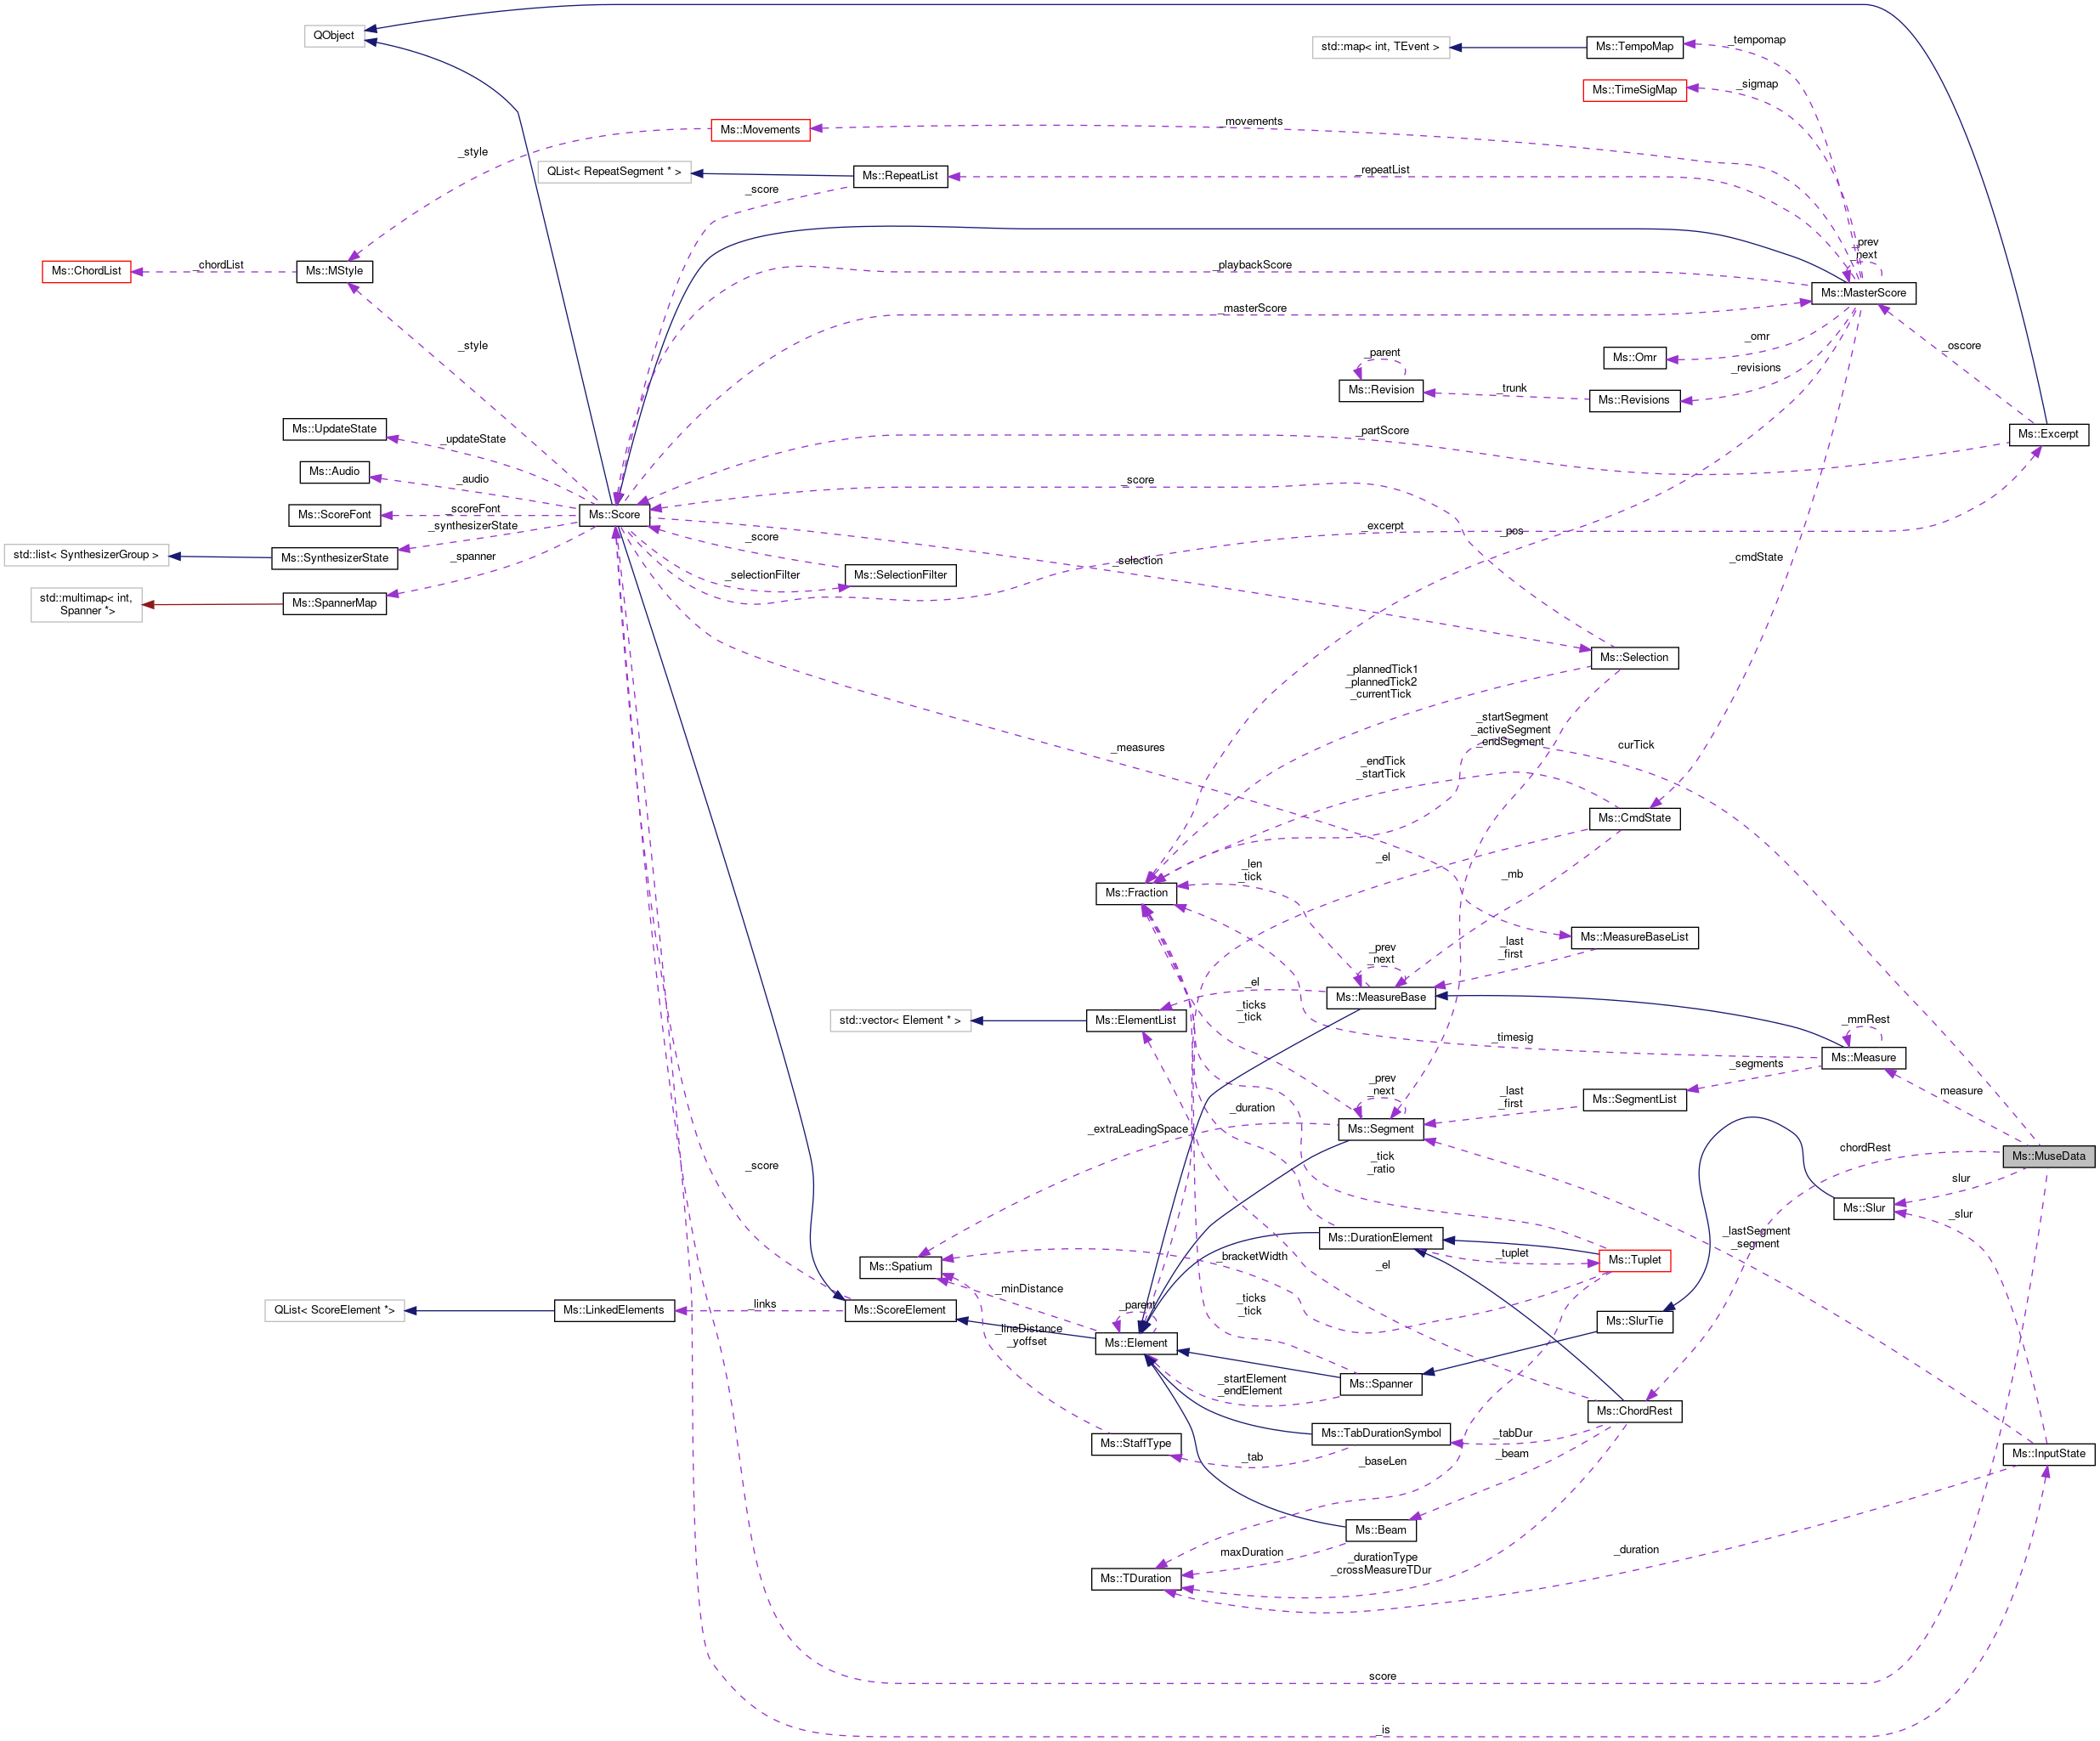 QObject
std::map< int, TEvent >
Ms::TempoMap
_tempomap
Ms::TimeSigMap
_sigmap
Ms::Movements
_movements
_style
QList< RepeatSegment * >
Ms::RepeatList
_repeatList
_score
Ms::ChordList
_chordList
Ms::MStyle
_playbackScore
_prev
_next
Ms::MasterScore
_masterScore
_style
_omr
Ms::Omr
_oscore
_parent
_revisions
Ms::Revision
_trunk
Ms::Revisions
Ms::UpdateState
_updateState
_partScore
Ms::Excerpt
Ms::Audio
_audio
_score
Ms::ScoreFont
_scoreFont
Ms::Score
_synthesizerState
_excerpt
_pos
std::list< SynthesizerGroup >
Ms::SynthesizerState
_spanner
_score
_selection
_cmdState
_selectionFilter
Ms::SelectionFilter
std::multimap< int,
Spanner *>
Ms::SpannerMap
Ms::Selection
_plannedTick1
_plannedTick2
_currentTick
_startSegment
_activeSegment
_endSegment
_measures
curTick
_endTick
_startTick
Ms::CmdState
_el
_len
_tick
_mb
Ms::Fraction
Ms::MeasureBaseList
_prev
_next
_last
_first
_el
Ms::MeasureBase
std::vector< Element * >
Ms::ElementList
_ticks
_tick
_timesig
_mmRest
Ms::Measure
_segments
_prev
_next
_last
_first
Ms::SegmentList
measure
_duration
_extraLeadingSpace
Ms::Segment
_tick
_ratio
chordRest
Ms::MuseData
_score
slur
Ms::Slur
_slur
_lastSegment
_segment
Ms::DurationElement
_bracketWidth
_tuplet
Ms::Tuplet
_el
Ms::Spatium
_minDistance
QList< ScoreElement *>
Ms::LinkedElements
_links
Ms::ScoreElement
_parent
_ticks
_tick
Ms::SlurTie
_lineDistance
_yoffset
Ms::Element
_startElement
_endElement
Ms::Spanner
Ms::ChordRest
Ms::StaffType
_tab
Ms::TabDurationSymbol
_tabDur
_beam
Ms::InputState
_baseLen
Ms::Beam
maxDuration
_durationType
_crossMeasureTDur
_duration
Ms::TDuration
score
_is